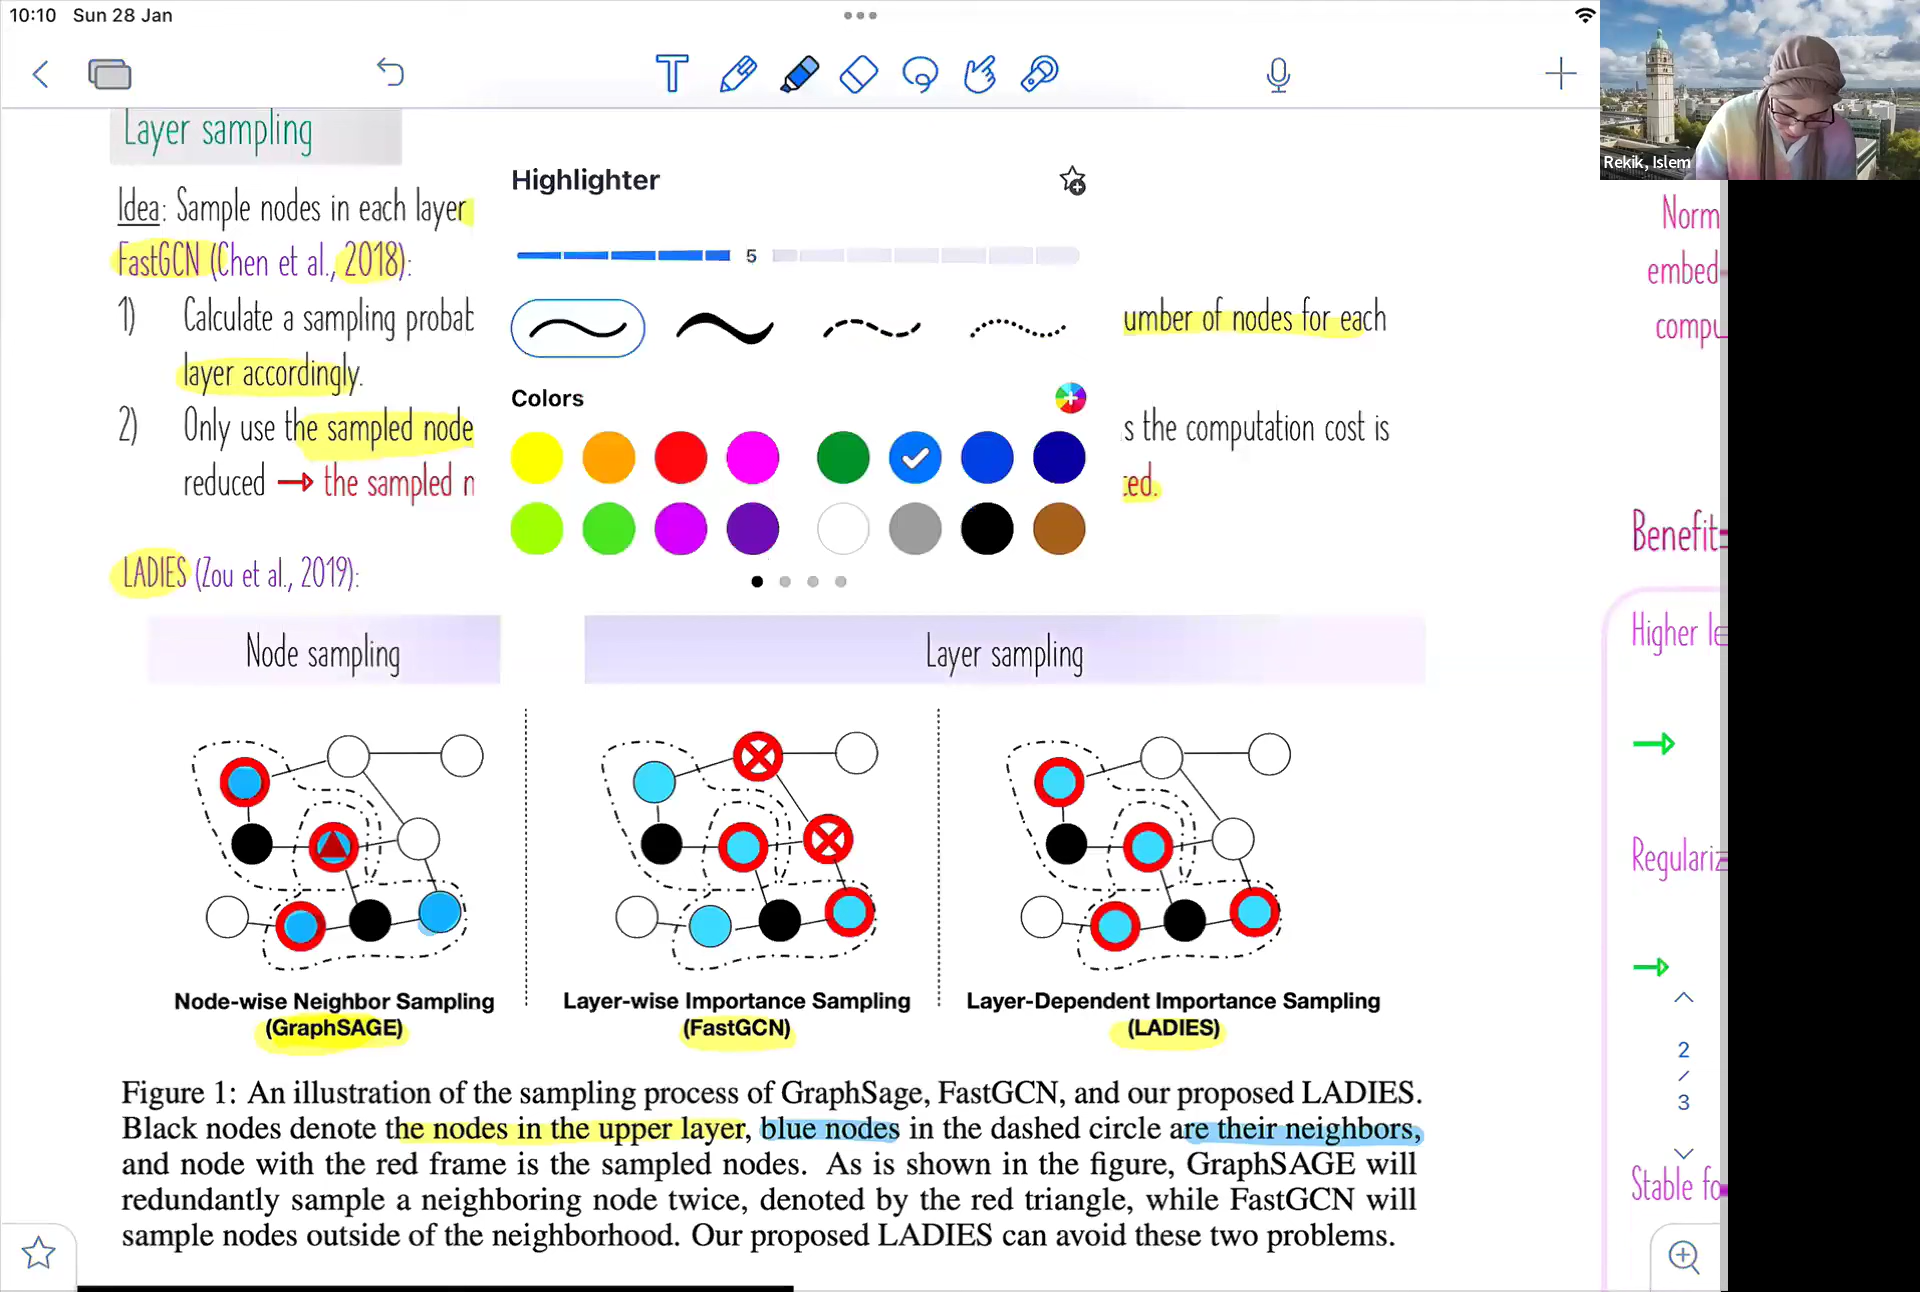 10:10 Sun 28 Jan
Rekik, Islem
Layer sampling
Idea: Sample nodes in each layer
FastGCN (Chen et al., 2018):
1) Calculate a sampling probat
umber of nodes for each
layer accordingly.
2) Only use the sampled node
s the computation cost is
reduced → the sampled n
ed.
LADIES (Zou et al., 2019):
Highlighter
5
Colors
Node sampling
Layer sampling
Node-wise Neighbor Sampling
(GraphSAGE)
Layer-wise Importance Sampling
(FastGCN)
Layer-Dependent Importance Sampling
(LADIES)
Figure 1: An illustration of the sampling process of GraphSage, FastGCN, and our proposed LADIES.
Black nodes denote the nodes in the upper layer, blue nodes in the dashed circle are their neighbors,
and node with the red frame is the sampled nodes. As is shown in the figure, GraphSAGE will
redundantly sample a neighboring node twice, denoted by the red triangle, while FastGCN will
sample nodes outside of the neighborhood. Our proposed LADIES can avoid these two problems.
Norm
embed
compu
Benefit
Higher le
Regulariz
2
/
3
Stable fo